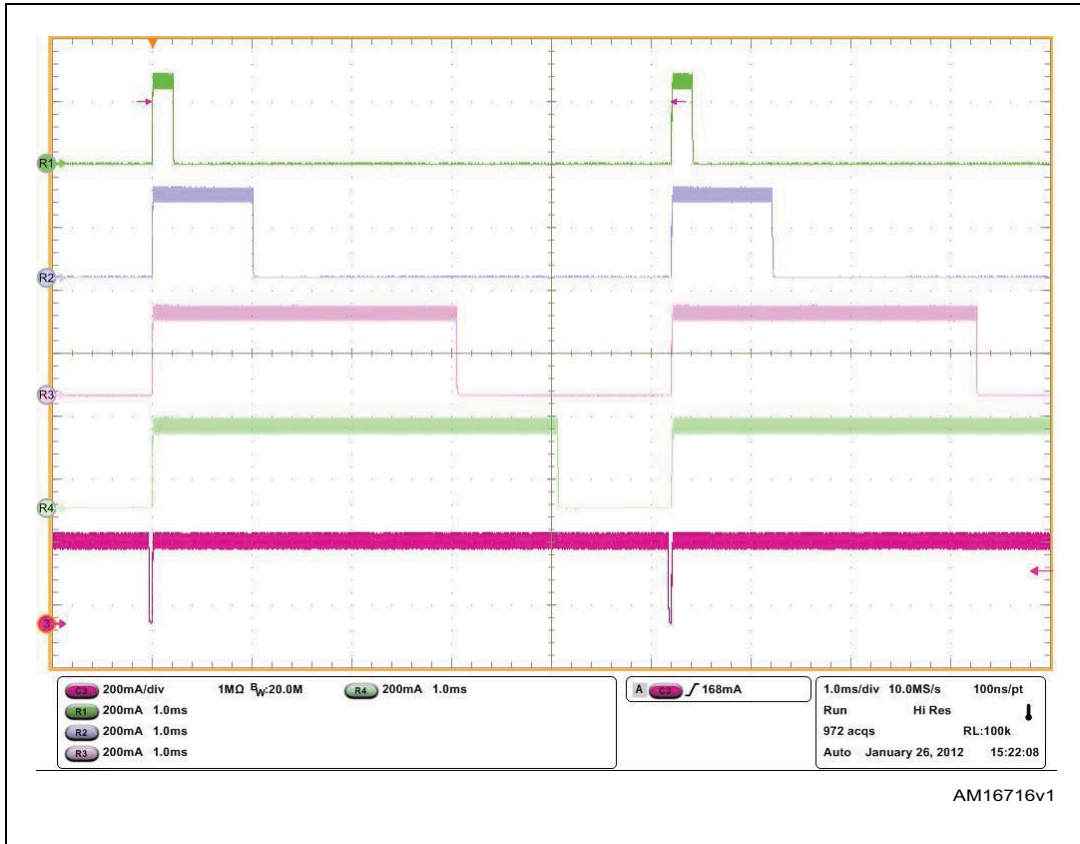 R1
R2
R3
R4
3
C3 200mA/div 1MΩ BW:20.0M R4 200mA 1.0ms
R1 200mA 1.0ms
R2 200mA 1.0ms
R3 200mA 1.0ms
A C3 168mA
1.0ms/div 10.0MS/s 100ns/pt
Run Hi Res
972 acqs RL:100k
Auto January 26, 2012 15:22:08
AM16716v1